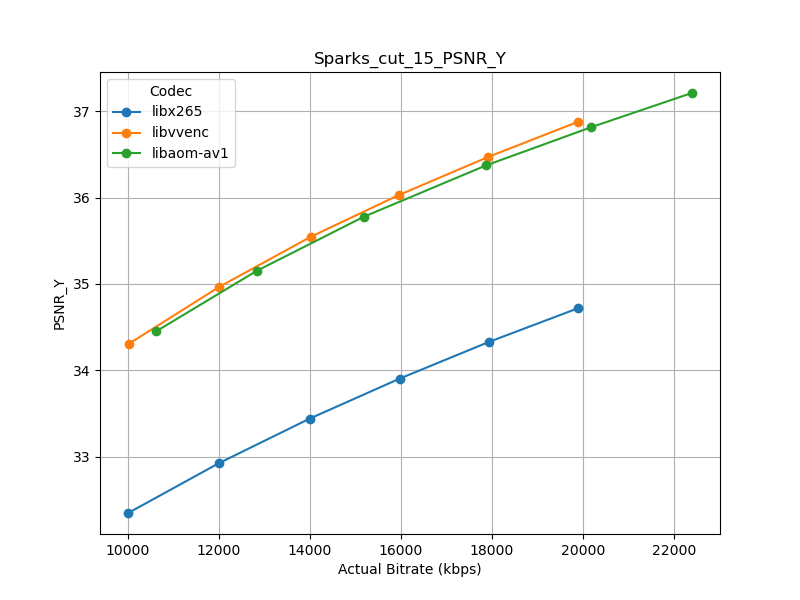 Sparks_cut_15_PSNR_Y
Codec
libx265
libvvenc
libaom-av1
PSNR_Y
37
36
35
34
33
10000 12000 14000 16000 18000 20000 22000
Actual Bitrate (kbps)